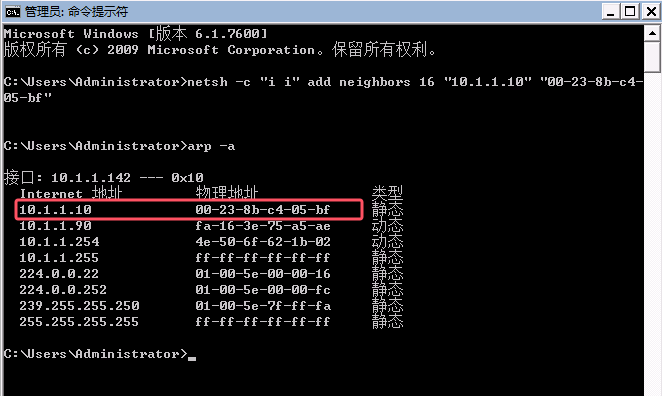 管理员: 命令提示符
Microsoft Windows [版本 6.1.7600]
版权所有 (c) 2009 Microsoft Corporation。保留所有权利。
C:\Users\Administrator>netsh -c "i i" add neighbors 16 "10.1.1.10" "00-23-8b-c4-
05-bf"
C:\Users\Administrator>arp -a
接口: 10.1.1.142 --- 0x10
Internet 地址 物理地址 类型
10.1.1.10 00-23-8b-c4-05-bf 静态
10.1.1.90 fa-16-3e-75-a5-ae 动态
10.1.1.254 4e-50-6f-62-1b-02 动态
10.1.1.255 ff-ff-ff-ff-ff-ff 静态
224.0.0.22 01-00-5e-00-00-16 静态
224.0.0.252 01-00-5e-00-00-fc 静态
239.255.255.250 01-00-5e-7f-ff-fa 静态
255.255.255.255 ff-ff-ff-ff-ff-ff 静态
C:\Users\Administrator>